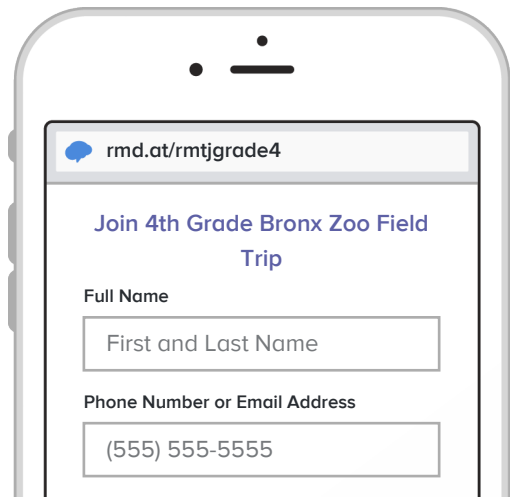 rmd.at/rmtjgrade4
Join 4th Grade Bronx Zoo Field
Trip
Full Name
First and Last Name
Phone Number or Email Address
(555) 555-5555